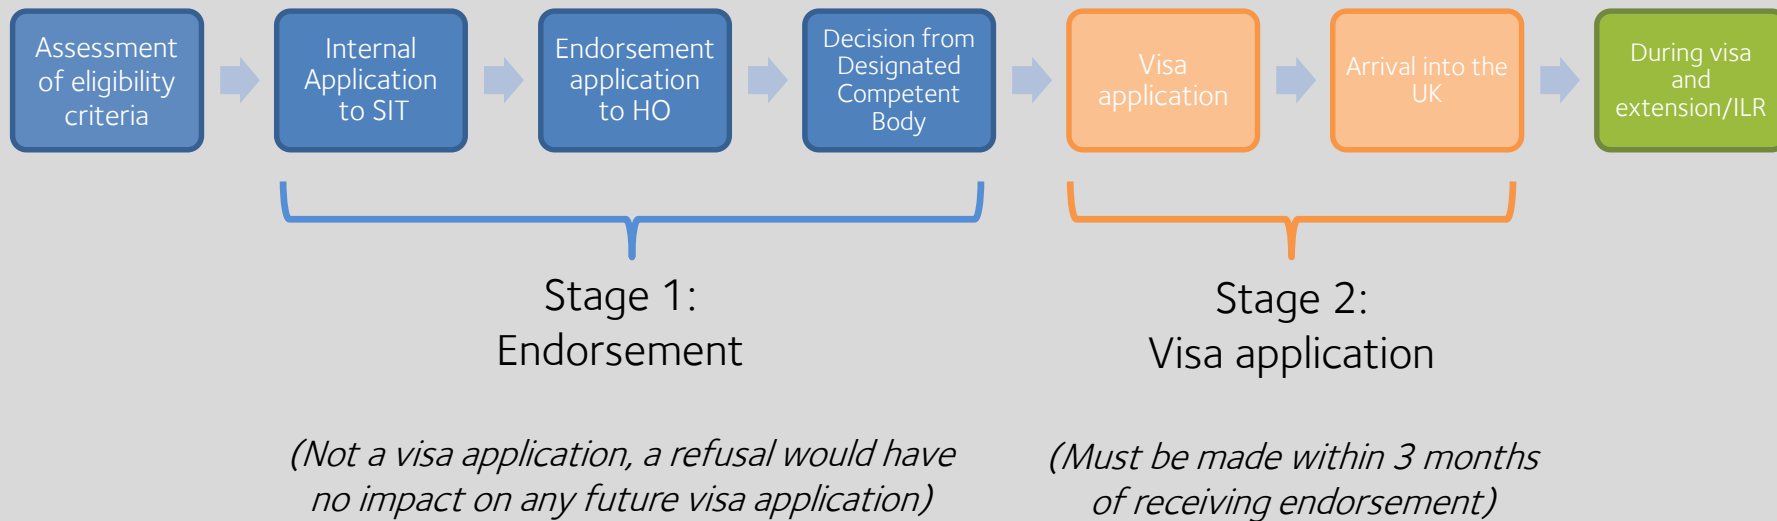 Assessment
of eligibility
criteria
Internal
Application
to SIT
Endorsement
application
to HO
Decision from
Designated
Competent
Body
Visa
application
Arrival into the
UK
During visa
and
extension/ILR
Stage 1:
Endorsement
(Not a visa application, a refusal would have
no impact on any future visa application)
Stage 2:
Visa application
(Must be made within 3 months
of receiving endorsement)